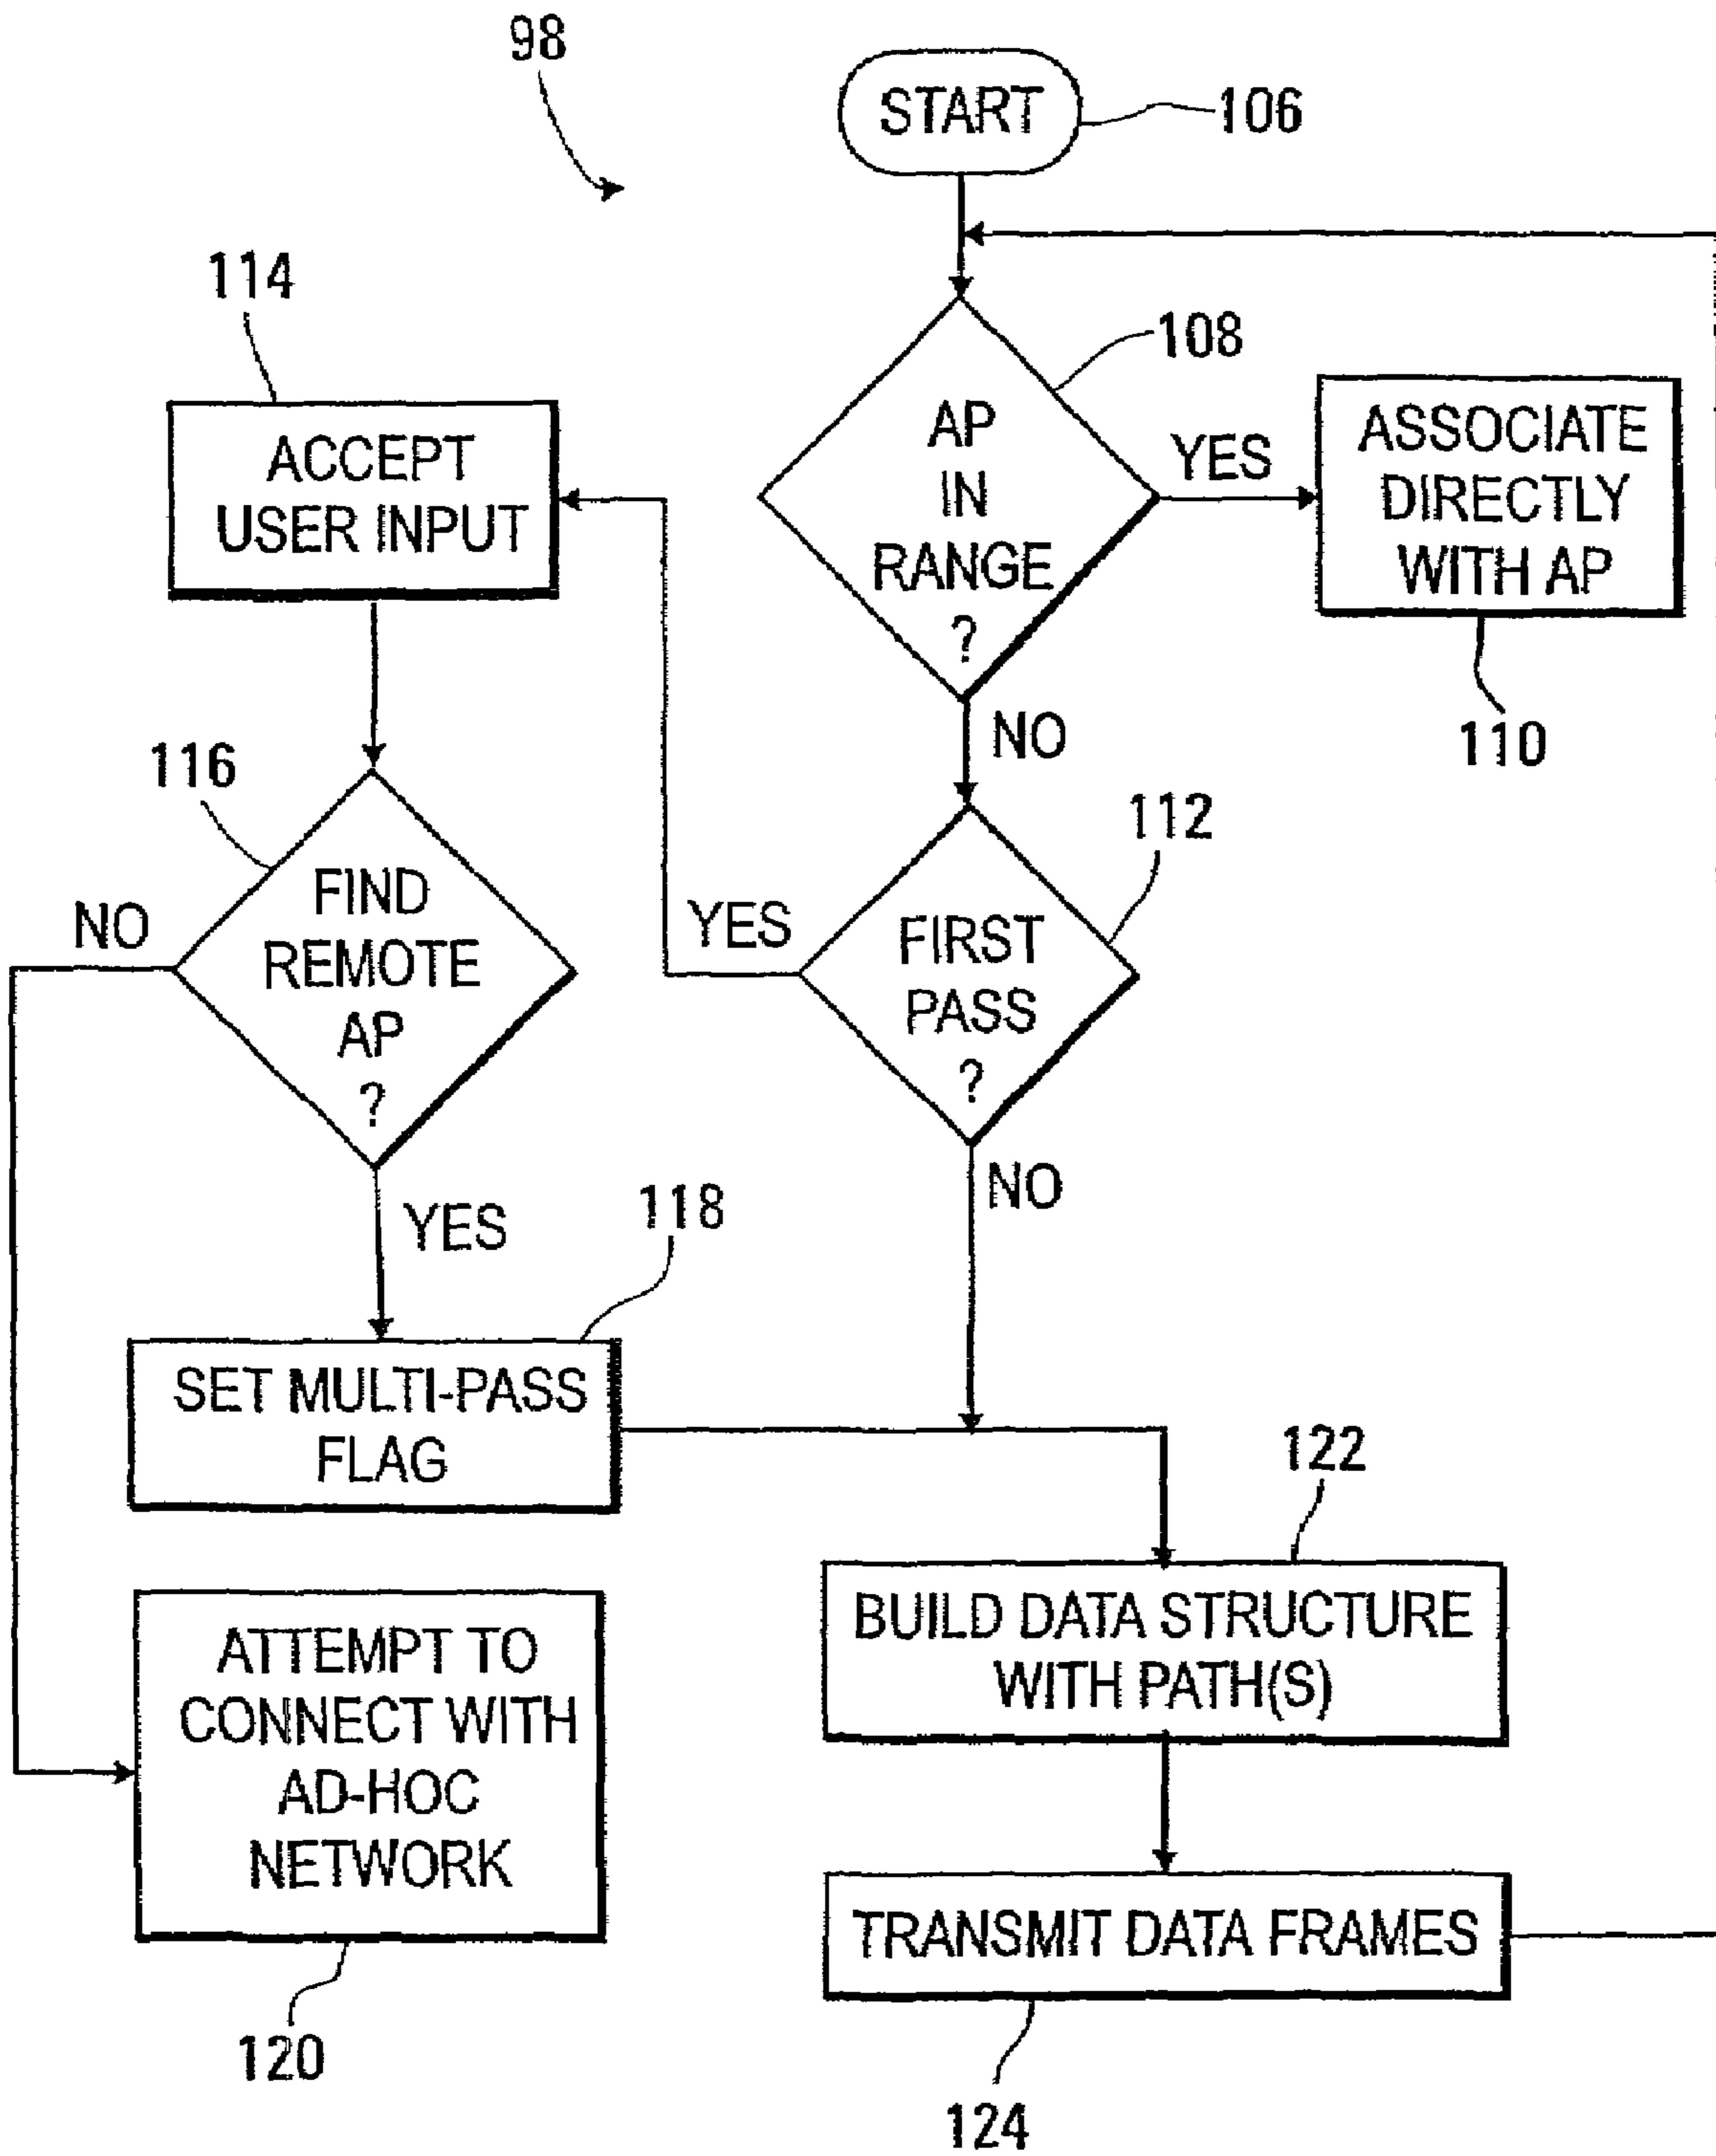 98
START
106
114
108
AP
IN
RANGE
?
YES
ASSOCIATE
DIRECTLY
WITH AP
110
ACCEPT
USER INPUT
NO
116
112
FIND
REMOTE
AP
?
NO
YES
FIRST
PASS
?
NO
YES
118
SET MULTI-PASS
FLAG
122
BUILD DATA STRUCTURE
WITH PATH(S)
ATTEMPT TO
CONNECT WITH
AD-HOC
NETWORK
120
TRANSMIT DATA FRAMES
124